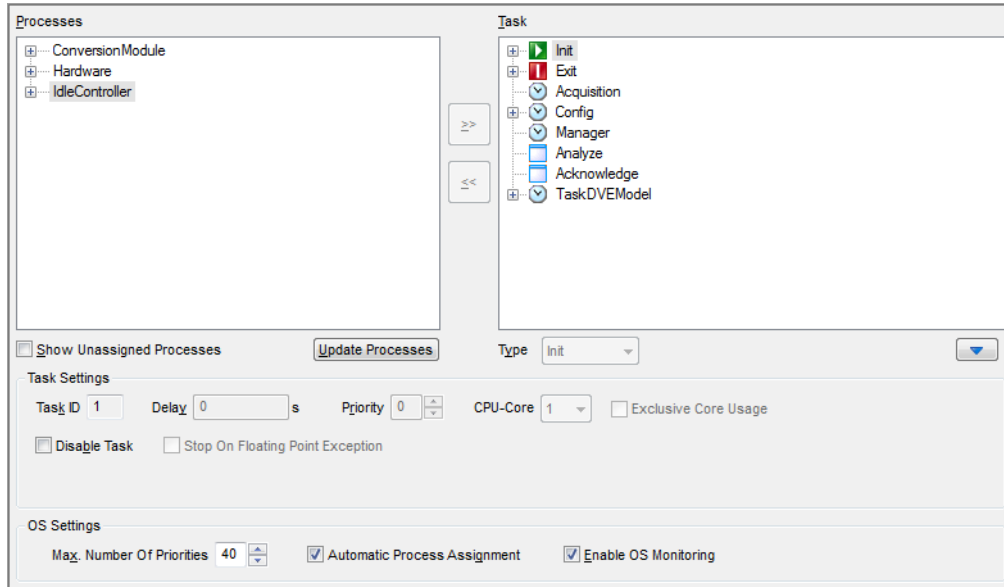 Processes
Task
ConversionModule
Hardware
IdleController
>>
<<
Init
Exit
Acquisition
Config
Manager
Analyze
Acknowledge
TaskDVEModel
Show Unassigned Processes
Update Processes
Type Init
Task Settings
Task ID 1 Delay 0 s Priority 0 CPU-Core 1 Exclusive Core Usage
Disable Task Stop On Floating Point Exception
OS Settings
Max. Number Of Priorities 40 Automatic Process Assignment Enable OS Monitoring